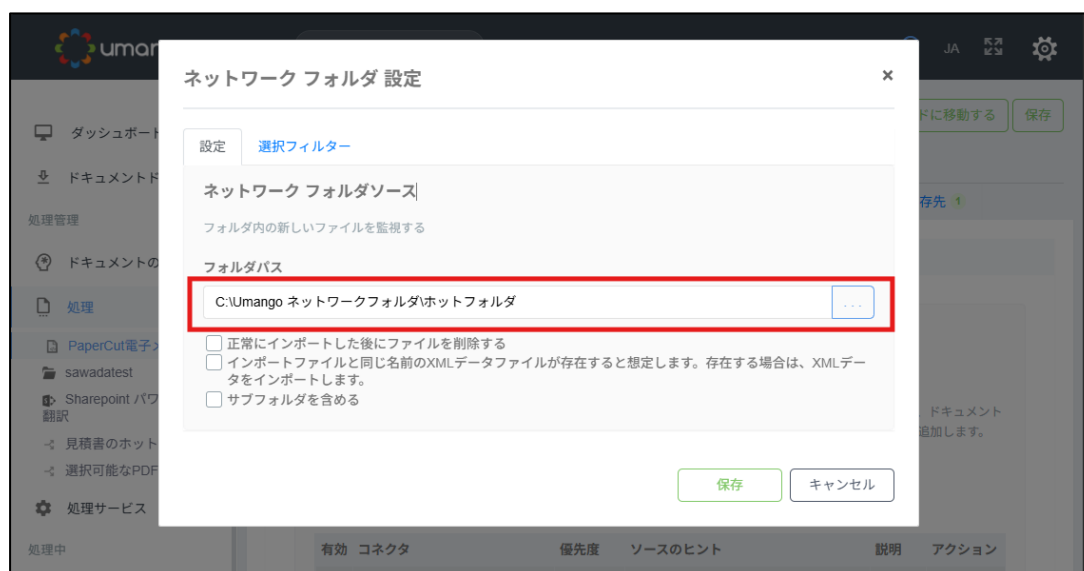 uman
JA
ネットワーク フォルダ 設定
×
ドに移動する
保存
ダッシュボート
設定
選択フィルター
ドキュメントド
ネットワーク フォルダソース
存先 1
処理管理
フォルダ内の新しいファイルを監視する
ドキュメントの
フォルダパス
処理
C:\Umango ネットワークフォルダ\ホットフォルダ
...
PaperCut電子メ
正常にインポートした後にファイルを削除する
sawadatest
インポートファイルと同じ名前のXMLデータファイルが存在すると想定します。存在する場合は、XMLデー
タをインポートします。
Sharepoint パワ
翻訳
サブフォルダを含める
ドキュメント
追加します。
見積書のホット
選択可能なPDF
保存
キャンセル
処理サービス
処理中
有効 コネクタ 優先度 ソースのヒント 説明 アクション